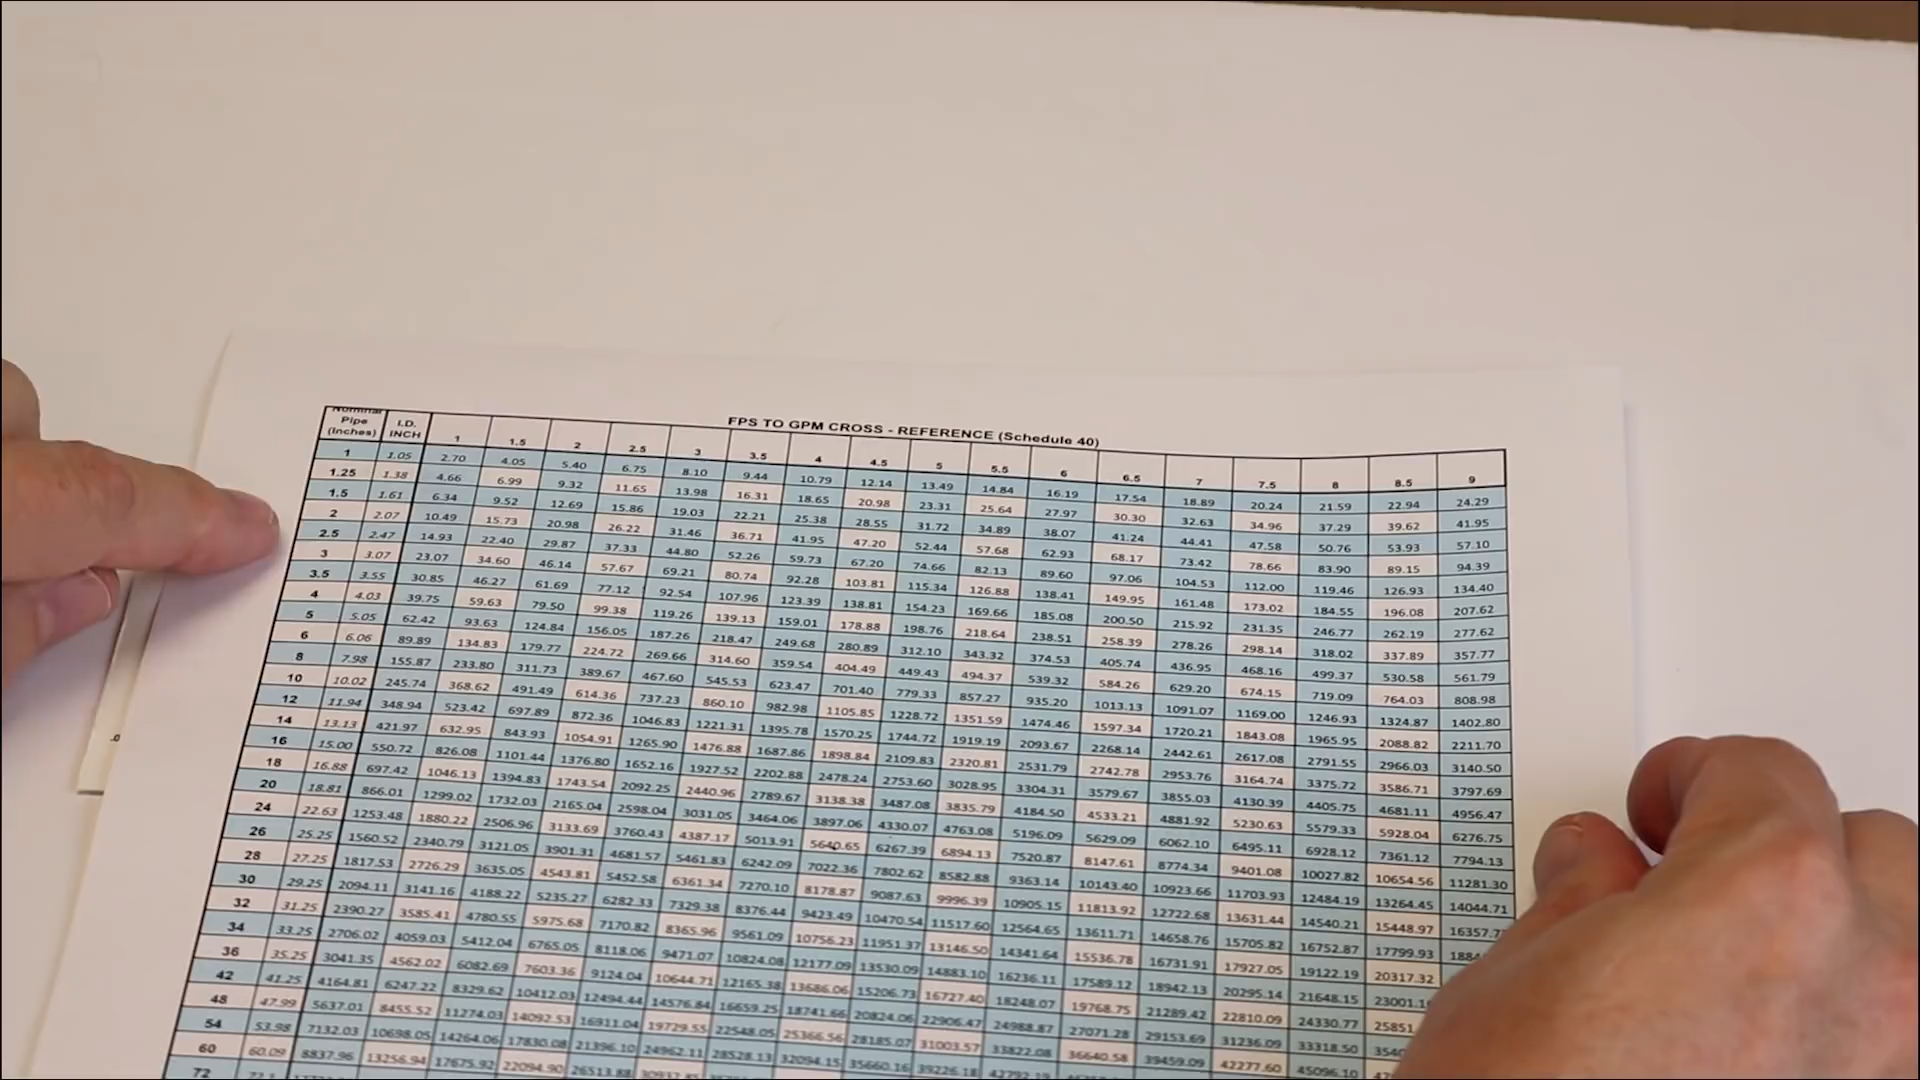 Nominal Pipe (Inches) I.D. INCH FPS TO GPM CROSS - REFERENCE (Schedule 40)
1 1.5 2 2.5 3 3.5 4 4.5 5 5.5 6 6.5 7 7.5 8 8.5 9
1 1.05 2.70 4.05 5.40 6.75 8.10 9.44 10.79 12.14 13.49 14.84 16.19 17.54 18.89 20.24 21.59 22.94 24.29
1.25 1.38 4.66 6.99 9.32 11.65 13.98 16.31 18.65 20.98 23.31 25.64 27.97 30.30 32.63 34.96 37.29 39.62 41.95
1.5 1.61 6.34 9.52 12.69 15.86 19.03 22.21 25.38 28.55 31.72 34.89 38.07 41.24 44.41 47.58 50.76 53.93 57.10
2 2.07 10.49 15.73 20.98 26.22 31.46 36.71 41.95 47.20 52.44 57.68 62.93 68.17 73.42 78.66 83.90 89.15 94.39
2.5 2.47 14.93 22.40 29.87 37.33 44.80 52.26 59.73 67.20 74.66 82.13 89.60 97.06 104.53 112.00 119.46 126.93 134.40
3 3.07 23.07 34.60 46.14 57.67 69.21 80.74 92.28 103.81 115.34 126.88 138.41 149.95 161.48 173.02 184.55 196.08 207.62
3.5 3.55 30.85 46.27 61.69 77.12 92.54 107.96 123.39 138.81 154.23 169.66 185.08 200.50 215.92 231.35 246.77 262.19 277.62
4 4.03 39.75 59.63 79.50 99.38 119.26 139.13 159.01 178.88 198.76 218.64 238.51 258.39 278.26 298.14 318.02 337.89 357.77
5 5.05 62.42 93.63 124.84 156.05 187.26 218.47 249.68 280.89 312.10 343.32 374.53 405.74 436.95 468.16 499.37 530.58 561.79
6 6.06 89.89 134.83 179.77 224.72 269.66 314.60 359.54 404.49 449.43 494.37 539.32 584.26 629.20 674.15 719.09 764.03 808.98
8 7.98 155.87 233.80 311.73 389.67 467.60 545.53 623.47 701.40 779.33 857.27 935.20 1013.13 1091.07 1169.00 1246.93 1324.87 1402.80
10 10.02 245.74 368.62 491.49 614.36 737.23 860.10 982.98 1105.85 1228.72 1351.59 1474.46 1597.34 1720.21 1843.08 1965.95 2088.82 2211.70
12 11.94 348.94 523.42 697.89 872.36 1046.83 1221.31 1395.78 1570.25 1744.72 1919.19 2093.67 2268.14 2442.61 2617.08 2791.55 2966.03 3140.50
14 13.13 421.97 632.95 843.93 1054.91 1265.90 1476.88 1687.86 1898.84 2109.83 2320.81 2531.79 2742.78 2953.76 3164.74 3375.72 3586.71 3797.69
16 15.00 550.72 826.08 1101.44 1376.80 1652.16 1927.52 2202.88 2478.24 2753.60 3028.95 3304.31 3579.67 3855.03 4130.39 4405.75 4681.11 4956.47
18 16.88 697.42 1046.13 1394.83 1743.54 2092.25 2440.96 2789.67 3138.38 3487.08 3835.79 4184.50 4533.21 4881.92 5230.63 5579.33 5928.04 6276.75
20 18.81 866.01 1299.02 1732.03 2165.04 2598.04 3031.05 3464.06 3897.06 4330.07 4763.08 5196.09 5629.09 6062.10 6495.11 6928.12 7361.12 7794.13
24 22.63 1253.48 1880.22 2506.96 3133.69 3760.43 4387.17 5013.91 5640.65 6267.39 6894.13 7520.87 8147.61 8774.34 9401.08 10027.82 10654.56 11281.30
26 25.25 1560.52 2340.79 3121.05 3901.31 4681.57 5461.83 6242.09 7022.36 7802.62 8582.88 9363.14 10143.40 10923.66 11703.93 12484.19 13264.45 14044.71
28 27.25 1817.53 2726.29 3635.05 4543.81 5452.58 6361.34 7270.10 8178.87 9087.63 9996.39 10905.15 11813.92 12722.68 13631.44 14540.21 15448.97 16357.7
30 29.25 2094.11 3141.16 4188.22 5235.27 6282.33 7329.38 8376.44 9423.49 10470.54 11517.60 12564.65 13611.71 14658.76 15705.82 16752.87 17799.93 188
32 31.25 2390.27 3585.41 4780.55 5975.68 7170.82 8365.96 9561.09 10756.23 11951.37 13146.50 14341.64 15536.78 16731.91 17927.05 19122.19 20317.32
34 33.25 2706.02 4059.03 5412.04 6765.05 8118.06 9471.07 10824.08 12177.09 13530.09 14883.10 16236.11 17589.12 18942.13 20295.14 21648.15 23001.1
36 35.25 3041.35 4562.02 6082.69 7603.36 9124.04 10644.71 12165.38 13686.06 15206.73 16727.40 18248.07 19768.75 21289.42 22810.09 24330.77 25851
42 41.25 4164.81 6247.22 8329.62 10412.03 12494.44 14576.84 16659.25 18741.66 20824.06 22906.47 24988.87 27071.28 29153.69 31236.09 33318.50 354
48 47.99 5637.01 8455.52 11274.03 14092.53 16911.04 19729.55 22548.05 25366.56 28185.07 31003.57 33822.08 36640.58 39459.09 42277.60 45096.10 47
54 53.98 7132.03 10698.05 14264.06 17830.08 21396.10 24962.11 28528.13 32094.15 35660.16 39226.18 42792.19
60 60.09 8837.96 13256.94 17675.92 22094.90 26513.88
72